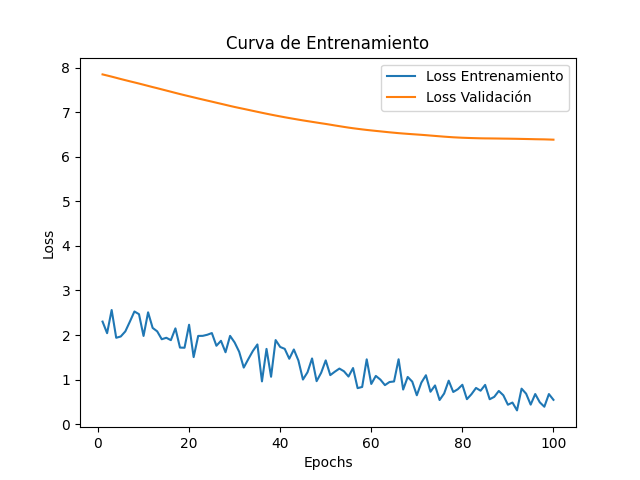 Curva de Entrenamiento
Loss Entrenamiento
Loss Validación
Loss
8
7
6
5
4
3
2
1
0
0 20 40 60 80 100
Epochs